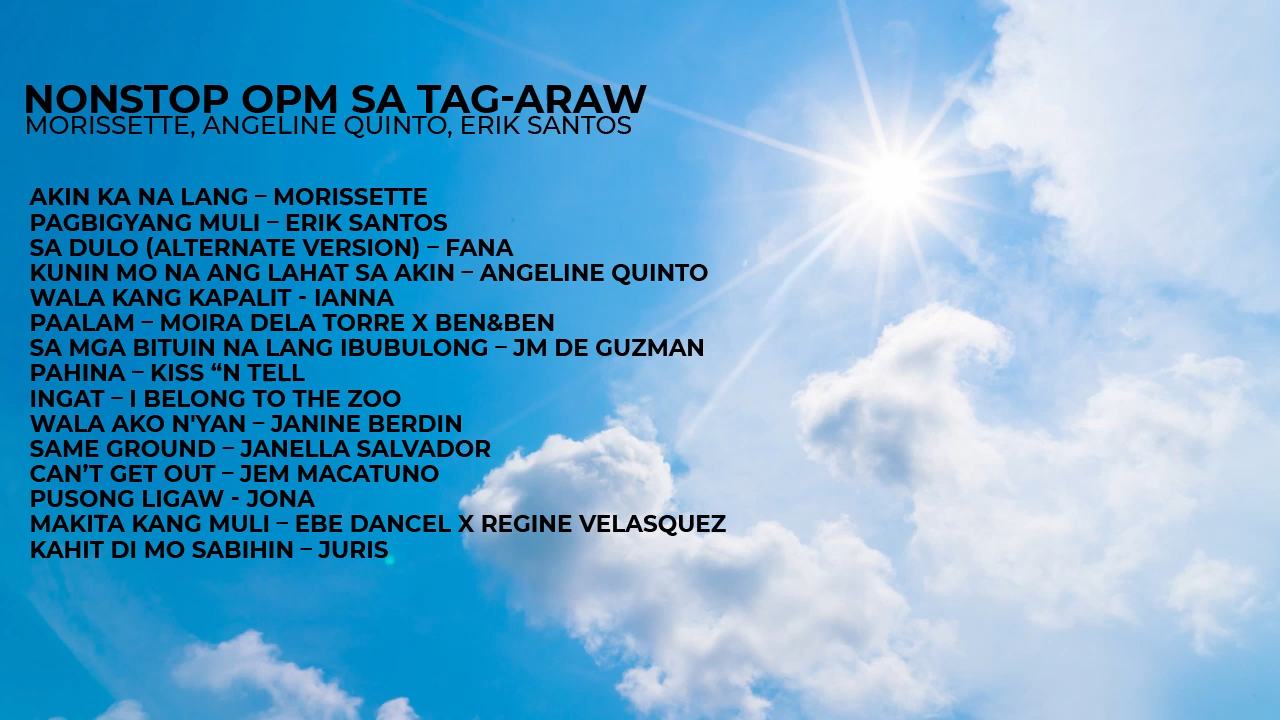 NONSTOP OPM SA TAG-ARAW
MORISSETTE, ANGELINE QUINTO, ERIK SANTOS
AKIN KA NA LANG – MORISSETTE
PAGBIGYANG MULI – ERIK SANTOS
SA DULO (ALTERNATE VERSION) – FANA
KUNIN MO NA ANG LAHAT SA AKIN – ANGELINE QUINTO
WALA KANG KAPALIT - IANNA
PAALAM – MOIRA DELA TORRE X BEN&BEN
SA MGA BITUIN NA LANG IBUBULONG – JM DE GUZMAN
PAHINA – KISS “N TELL
INGAT – I BELONG TO THE ZOO
WALA AKO N'YAN – JANINE BERDIN
SAME GROUND – JANELLA SALVADOR
CAN’T GET OUT – JEM MACATUNO
PUSONG LIGAW - JONA
MAKITA KANG MULI – EBE DANCEL X REGINE VELASQUEZ
KAHIT DI MO SABIHIN – JURIS